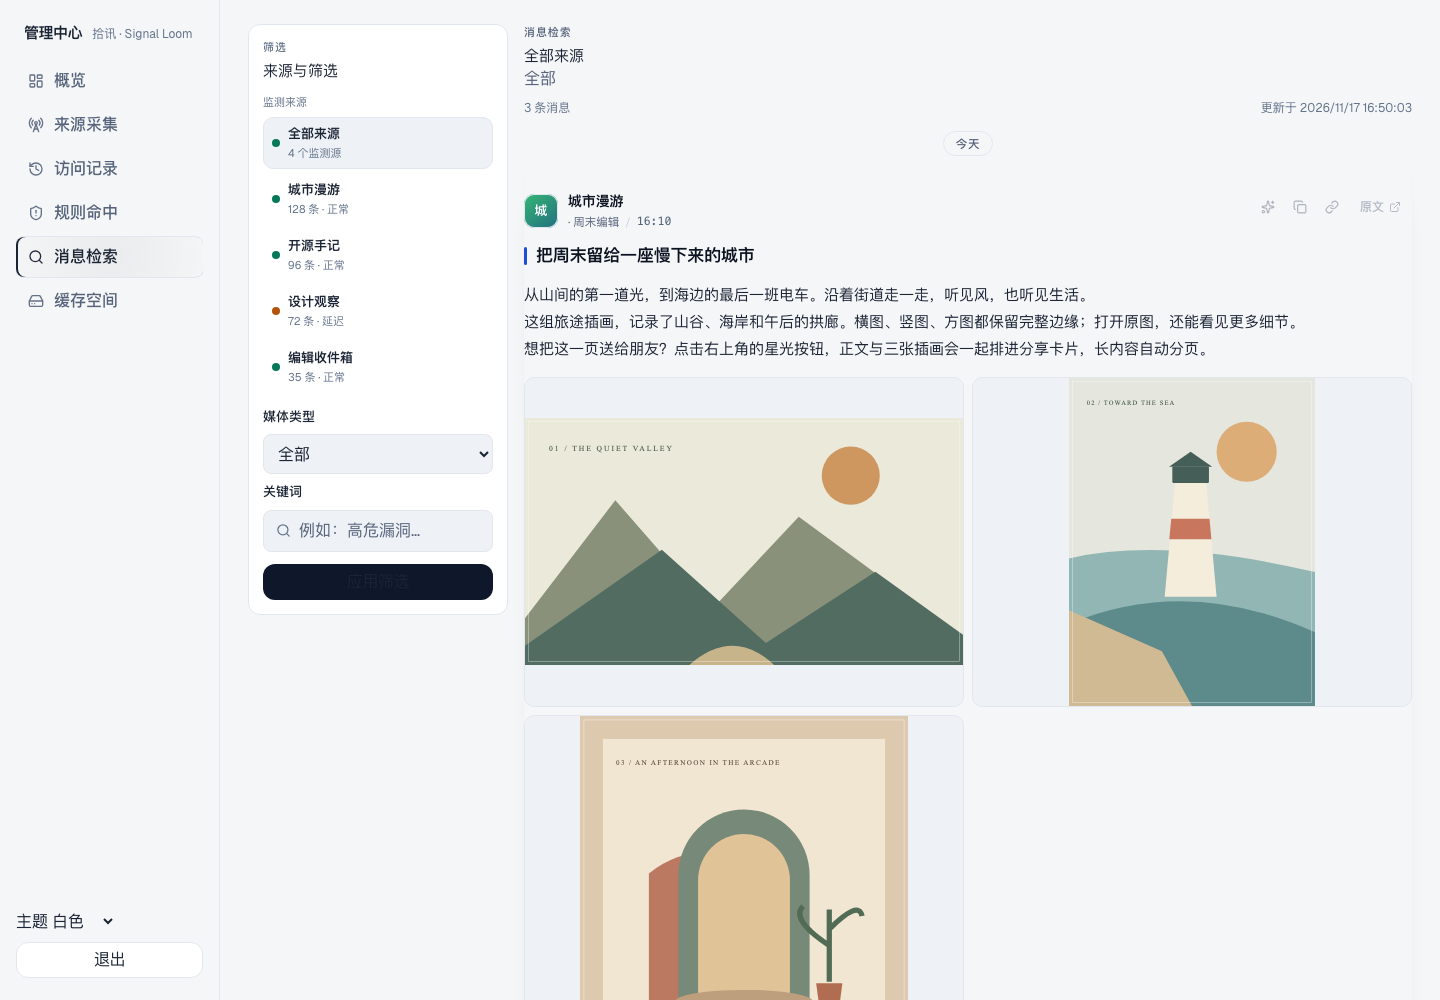 管理中心 拾讯 · Signal Loom
概览
来源采集
访问记录
规则命中
消息检索
缓存空间
主题 白色
退出
筛选
来源与筛选
监测来源
全部来源
4 个监测源
城市漫游
128 条 · 正常
开源手记
96 条 · 正常
设计观察
72 条 · 延迟
编辑收件箱
35 条 · 正常
媒体类型
全部
关键词
例如：高危漏洞...
应用筛选
消息检索
全部来源
全部
3 条消息 更新于 2026/11/17 16:50:03
今天
城 城市漫游
· 周末编辑 / 16:10
原文
把周末留给一座慢下来的城市
从山间的第一道光，到海边的最后一班电车。沿着街道走一走，听见风，也听见生活。
这组旅途插画，记录了山谷、海岸和午后的拱廊。横图、竖图、方图都保留完整边缘；打开原图，还能看见更多细节。
想把这一页送给朋友？点击右上角的星光按钮，正文与三张插画会一起排进分享卡片，长内容自动分页。
01 / THE QUIET VALLEY
02 / TOWARD THE SEA
03 / AN AFTERNOON IN THE ARCADE